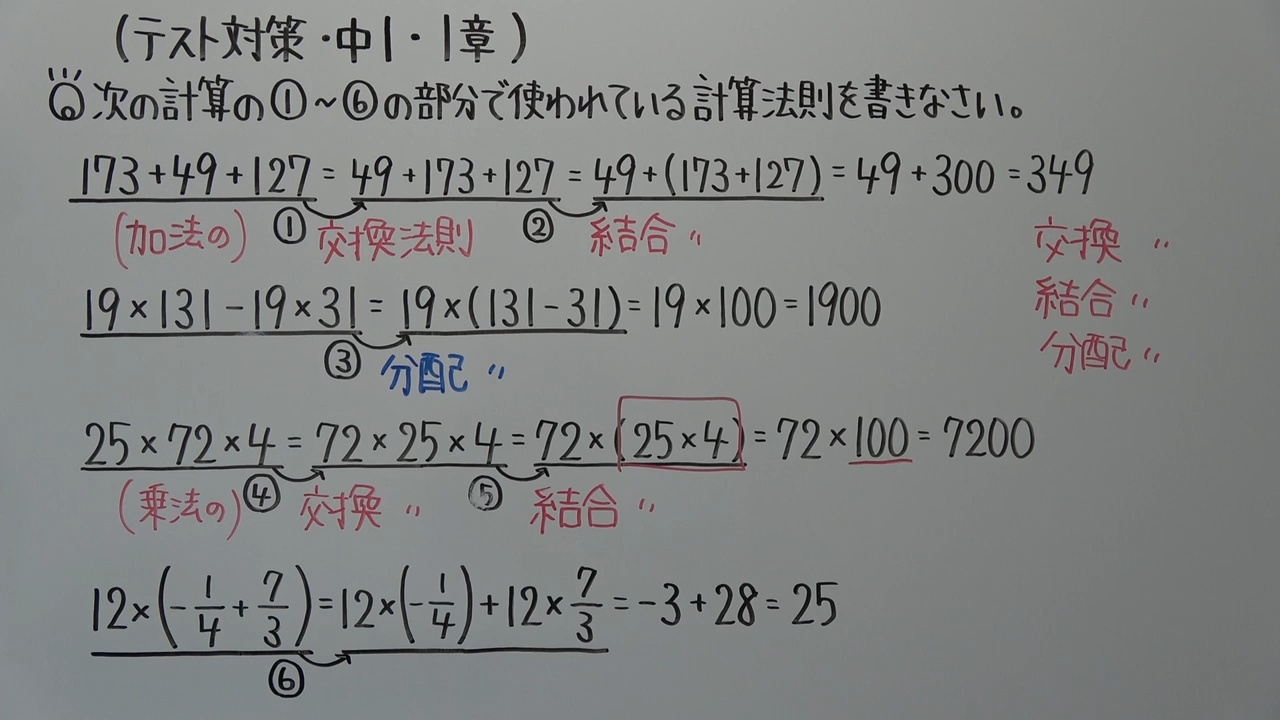 (テスト対策・中1・1章)
次の計算の①~⑥の部分で使われている計算法則を書きなさい。
173+49+127 = 49+173+127 = 49+(173+127) = 49+300 = 349
(加法の) ① 交換法則 ② 結合〃
交換〃
結合〃
分配〃
19×131-19×31 = 19×(131-31) = 19×100 = 1900
③ 分配〃
25×72×4 = 72×25×4 = 72×(25×4) = 72×100 = 7200
(乗法の) ④ 交換〃 ⑤ 結合〃
12×(-1/4+7/3) = 12×(-1/4)+12×7/3 = -3+28 = 25
⑥